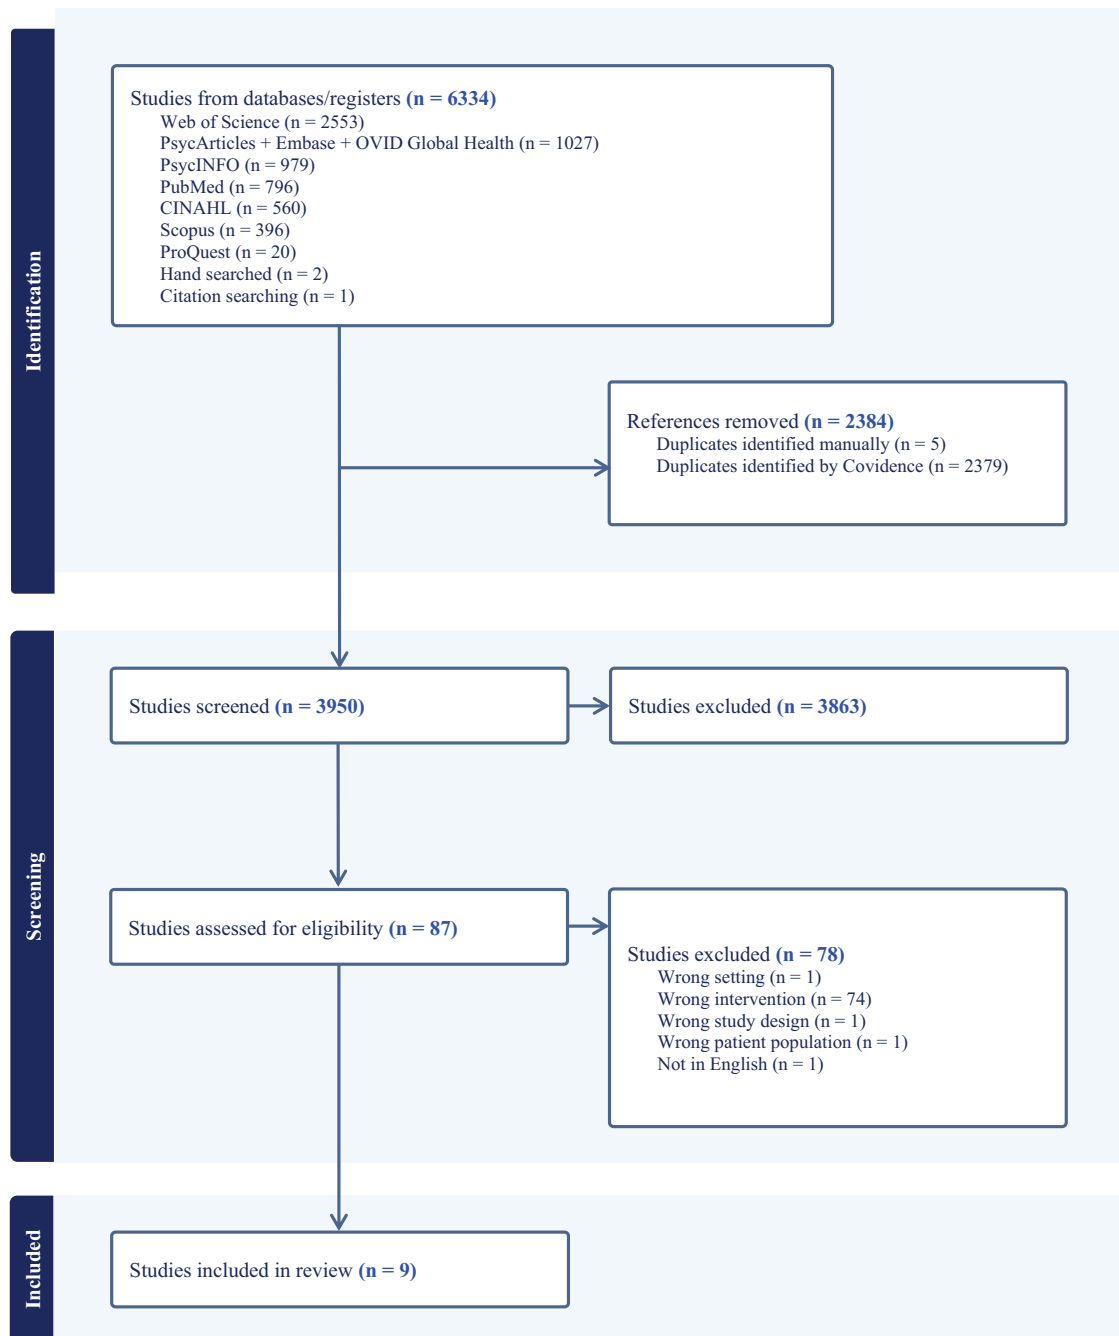 Identification
Studies from databases/registers (n = 6334)
Web of Science (n = 2553)
PsycArticles + Embase + OVID Global Health (n = 1027)
PsycINFO (n = 979)
PubMed (n = 796)
CINAHL (n = 560)
Scopus (n = 396)
ProQuest (n = 20)
Hand searched (n = 2)
Citation searching (n = 1)
References removed (n = 2384)
Duplicates identified manually (n = 5)
Duplicates identified by Covidence (n = 2379)
Screening
Studies screened (n = 3950)
Studies excluded (n = 3863)
Studies assessed for eligibility (n = 87)
Studies excluded (n = 78)
Wrong setting (n = 1)
Wrong intervention (n = 74)
Wrong study design (n = 1)
Wrong patient population (n = 1)
Not in English (n = 1)
Included
Studies included in review (n = 9)